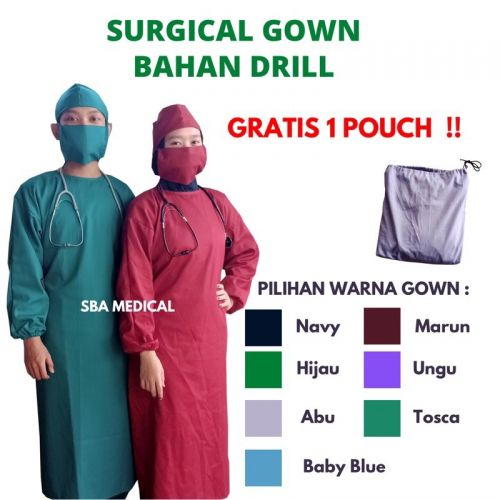 SURGICAL GOWN
BAHAN DRILL
GRATIS 1 POUCH !!
SBA MEDICAL
PILIHAN WARNA GOWN :
Navy
Marun
Hijau
Ungu
Abu
Tosca
Baby Blue